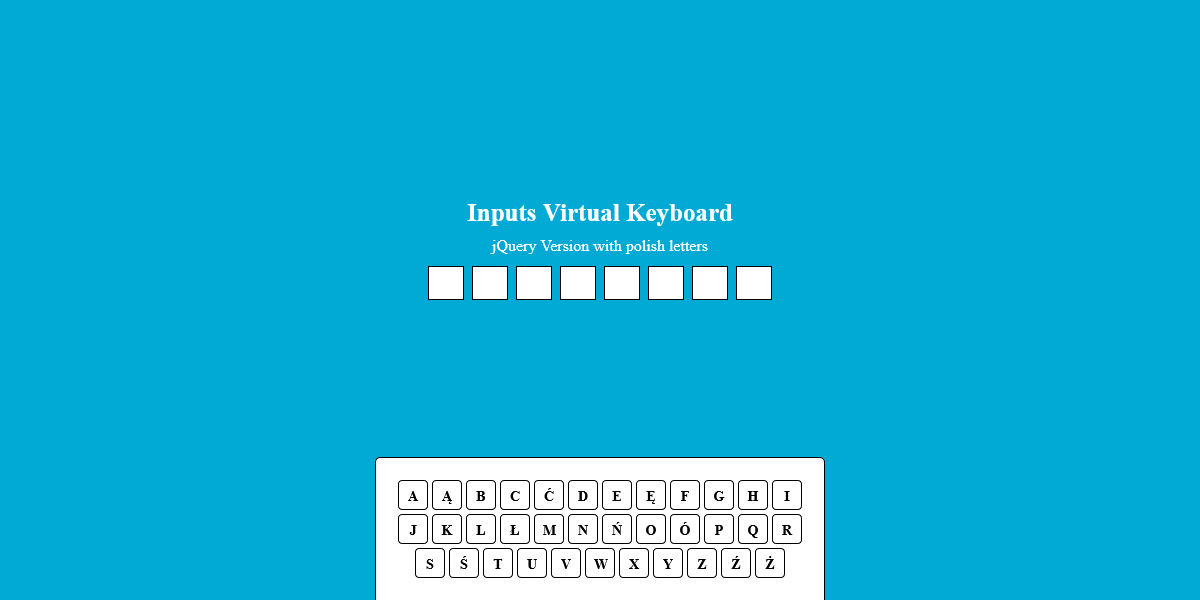 Inputs Virtual Keyboard
jQuery Version with polish letters
A Ą B C Ć D E Ę F G H I
J K L Ł M N Ń O Ó P Q R
S Ś T U V W X Y Z Ź Ż